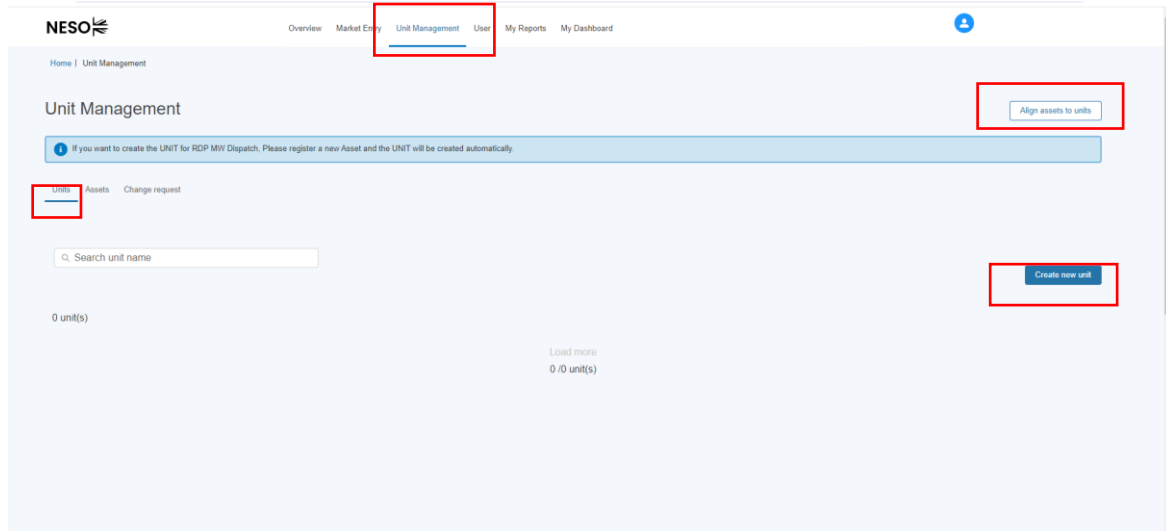 NESO
Overview Market Entry Unit Management User My Reports My Dashboard
Home | Unit Management
Unit Management
Align assets to units
If you want to create the UNIT for RDP MW Dispatch, Please register a new Asset and the UNIT will be created automatically.
Units Assets Change request
Search unit name
Create new unit
0 unit(s)
Load more
0 /0 unit(s)